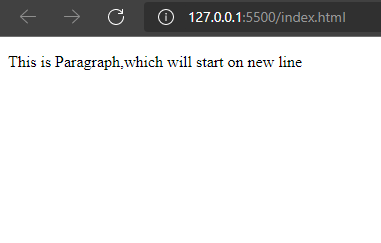 127.0.0.1:5500/index.html
This is Paragraph,which will start on new line